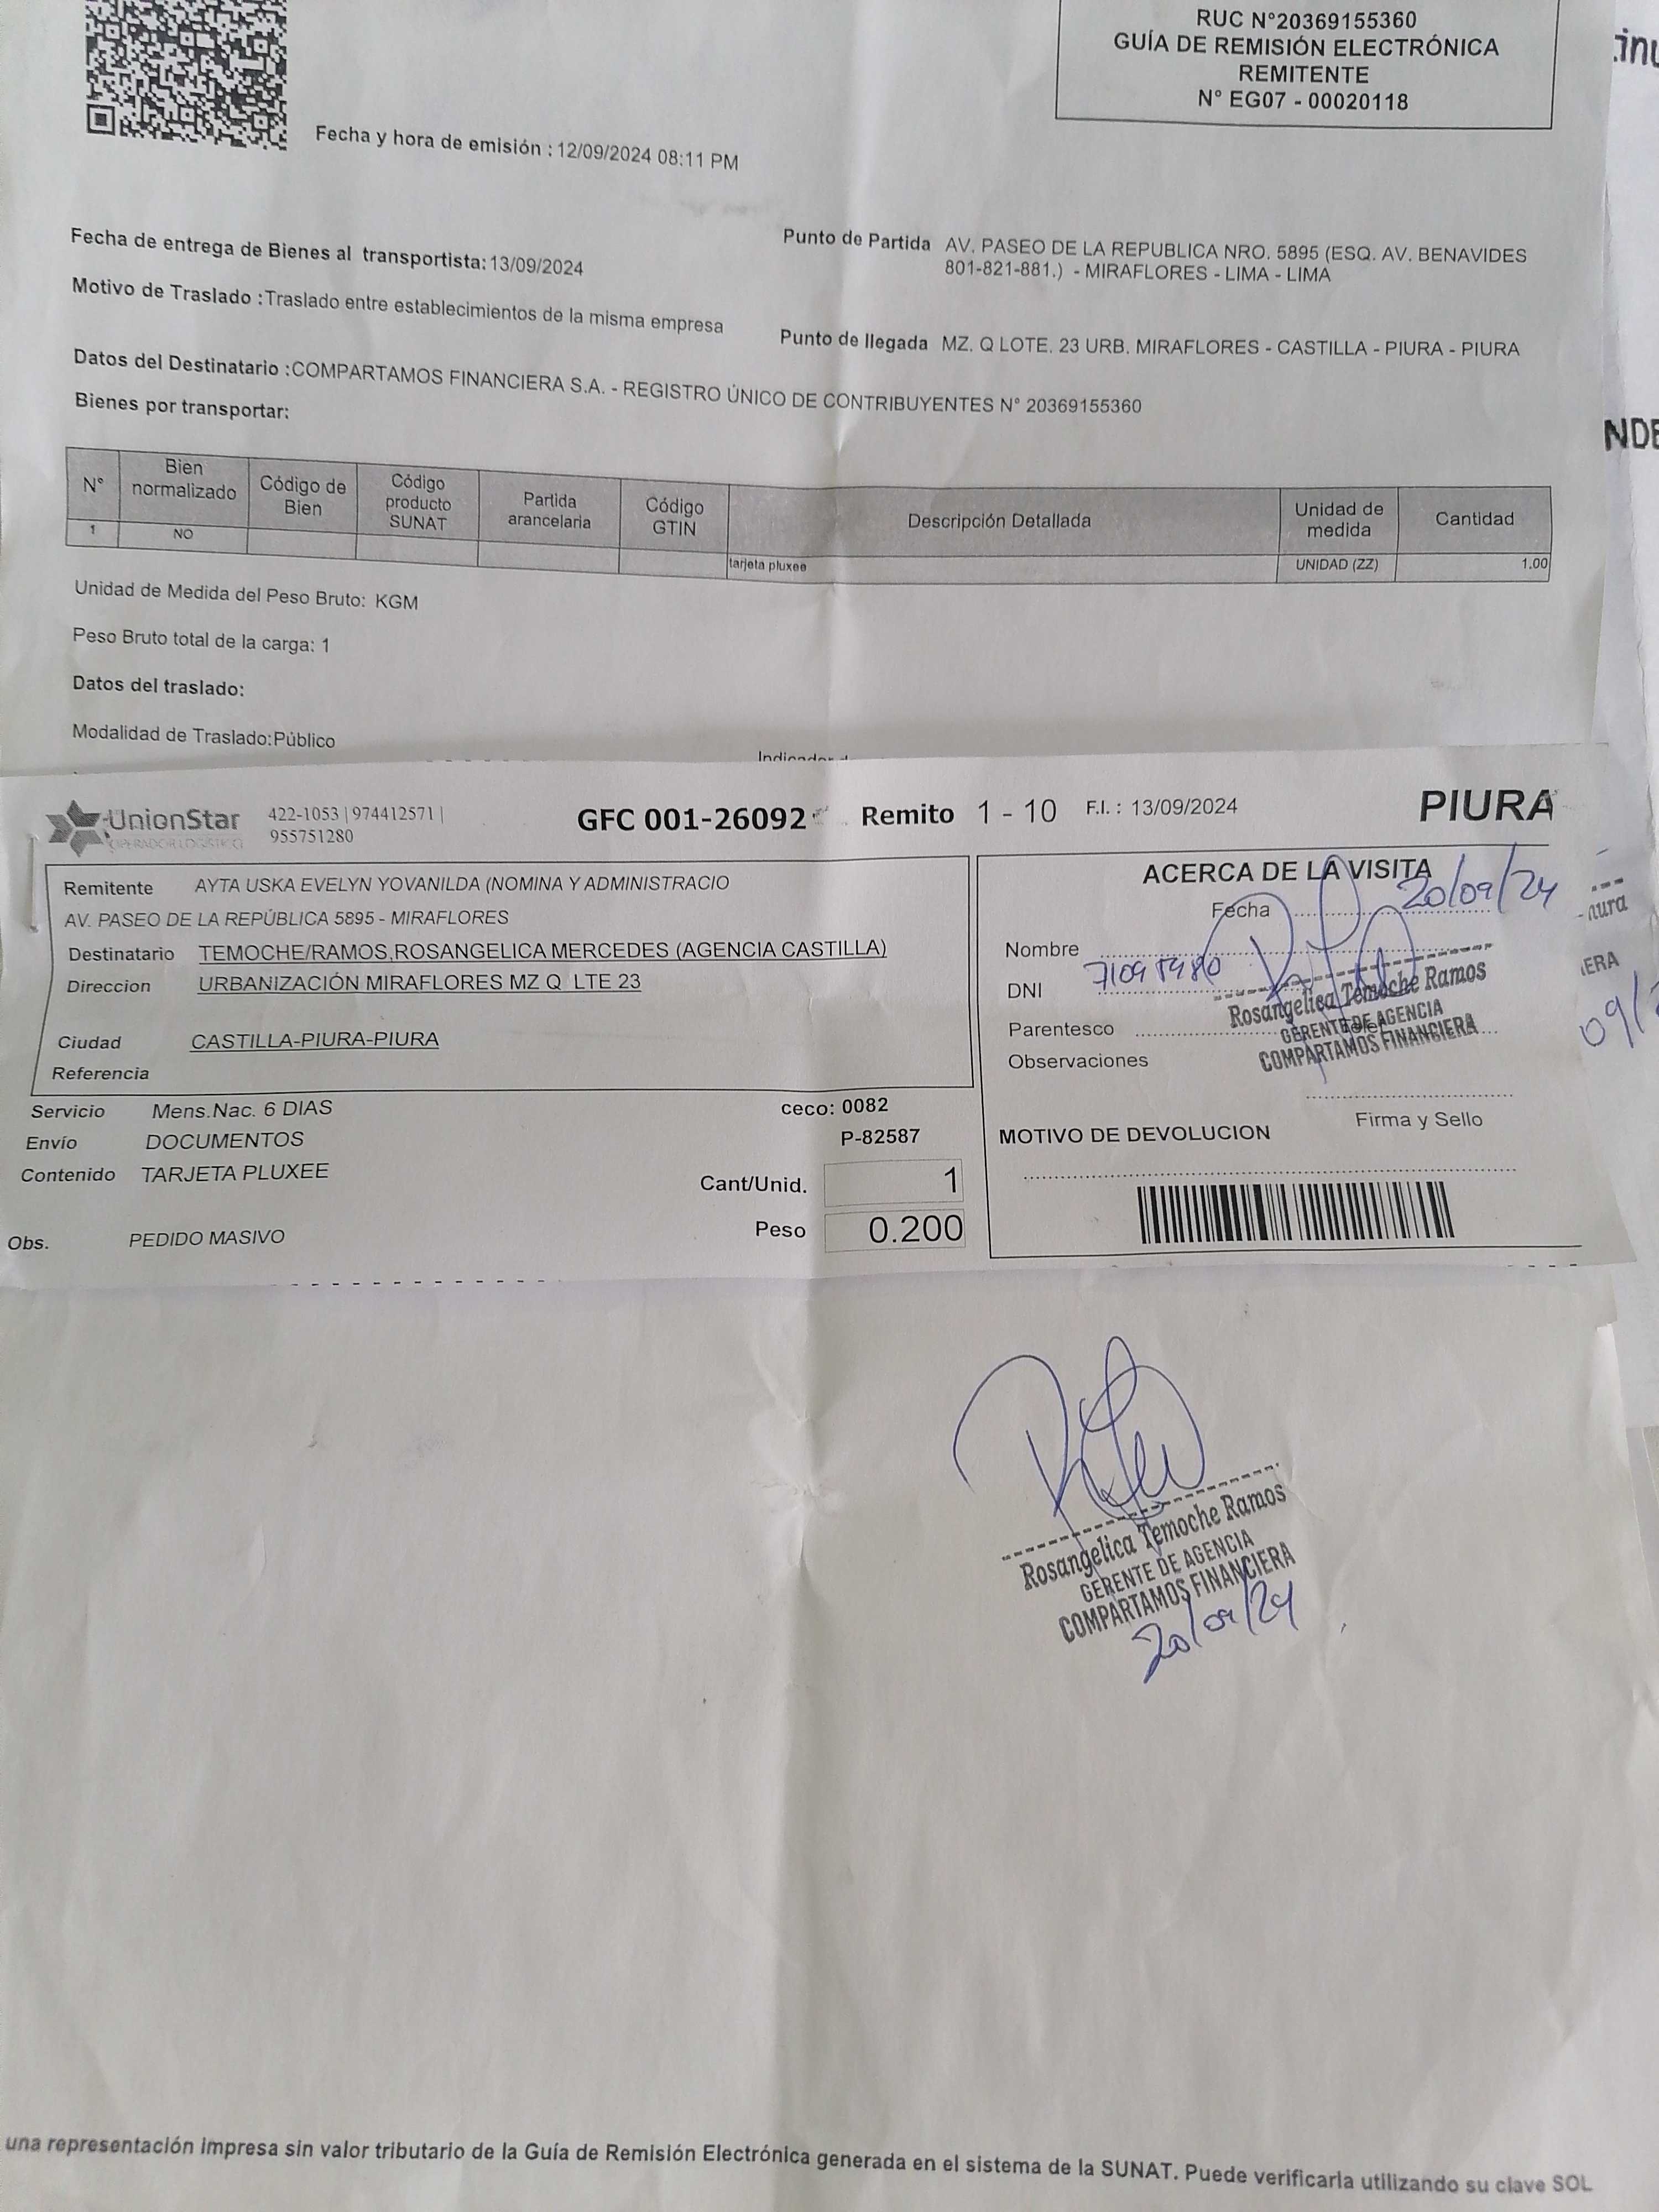 RUC N°20369155360
GUÍA DE REMISIÓN ELECTRÓNICA
REMITENTE
N° EG07 - 00020118
Fecha y hora de emisión : 12/09/2024 08:11 PM
Fecha de entrega de Bienes al transportista: 13/09/2024
Punto de Partida AV. PASEO DE LA REPUBLICA NRO. 5895 (ESQ. AV. BENAVIDES
801-821-881.) - MIRAFLORES - LIMA - LIMA
Motivo de Traslado : Traslado entre establecimientos de la misma empresa
Punto de llegada MZ. Q LOTE. 23 URB. MIRAFLORES - CASTILLA - PIURA - PIURA
Datos del Destinatario : COMPARTAMOS FINANCIERA S.A. - REGISTRO ÚNICO DE CONTRIBUYENTES N° 20369155360
Bienes por transportar:
N° Bien normalizado Código de Bien Código producto SUNAT Partida arancelaria Código GTIN Descripción Detallada Unidad de medida Cantidad
1 NO tarjeta pluxee UNIDAD (ZZ) 1.00
Unidad de Medida del Peso Bruto: KGM
Peso Bruto total de la carga: 1
Datos del traslado:
Modalidad de Traslado: Público
UnionStar
OPERADOR LOGISTICO
422-1053 | 974412571 |
955751280
GFC 001-26092
Remito 1 - 10 F.I. : 13/09/2024
PIURA
Remitente AYTA USKA EVELYN YOVANILDA (NOMINA Y ADMINISTRACIO
AV. PASEO DE LA REPÚBLICA 5895 - MIRAFLORES
Destinatario TEMOCHE/RAMOS,ROSANGELICA MERCEDES (AGENCIA CASTILLA)
Direccion URBANIZACIÓN MIRAFLORES MZ Q LTE 23
Ciudad CASTILLA-PIURA-PIURA
Referencia
Servicio Mens.Nac. 6 DIAS
ceco: 0082
Envío DOCUMENTOS
P-82587
Contenido TARJETA PLUXEE
Cant/Unid. 1
Peso 0.200
Obs. PEDIDO MASIVO
ACERCA DE LA VISITA
Fecha 20/09/24
Nombre
DNI
Parentesco
Telef.
Observaciones
Rosangelica Temoche Ramos
GERENTE DE AGENCIA
COMPARTAMOS FINANCIERA
Firma y Sello
MOTIVO DE DEVOLUCION
Rosangelica Temoche Ramos
GERENTE DE AGENCIA
COMPARTAMOS FINANCIERA
20/09/24
una representación impresa sin valor tributario de la Guía de Remisión Electrónica generada en el sistema de la SUNAT. Puede verificarla utilizando su clave SOL